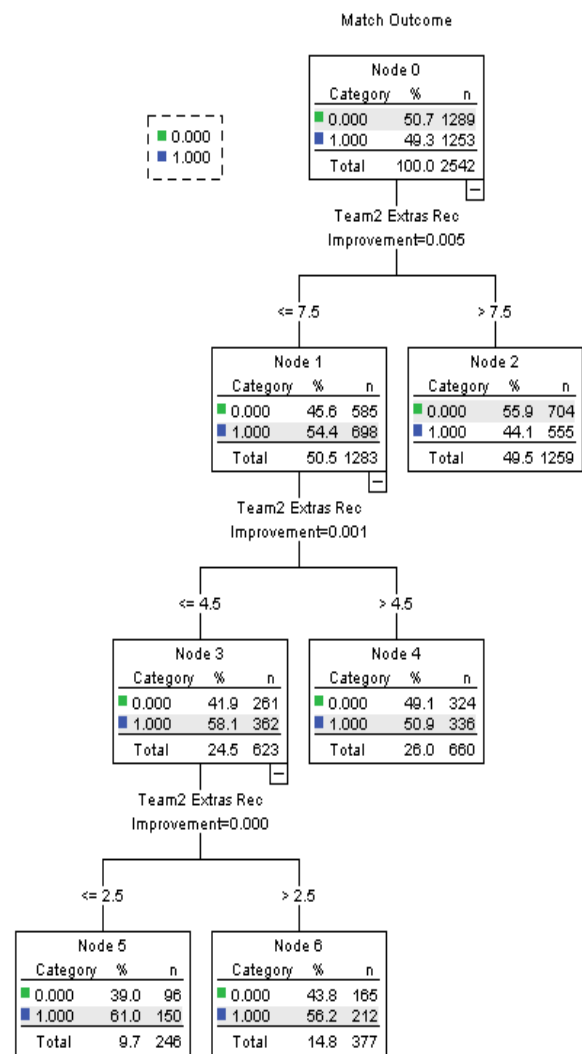 Match Outcome
0.000
1.000
Node 0
Category % n
0.000 50.7 1289
1.000 49.3 1253
Total 100.0 2542
Team2 Extras Rec
Improvement=0.005
<= 7.5
> 7.5
Node 1
Category % n
0.000 45.6 585
1.000 54.4 698
Total 50.5 1283
Node 2
Category % n
0.000 55.9 704
1.000 44.1 555
Total 49.5 1259
Team2 Extras Rec
Improvement=0.001
<= 4.5
> 4.5
Node 3
Category % n
0.000 41.9 261
1.000 58.1 362
Total 24.5 623
Node 4
Category % n
0.000 49.1 324
1.000 50.9 336
Total 26.0 660
Team2 Extras Rec
Improvement=0.000
<= 2.5
> 2.5
Node 5
Category % n
0.000 39.0 96
1.000 61.0 150
Total 9.7 246
Node 6
Category % n
0.000 43.8 165
1.000 56.2 212
Total 14.8 377